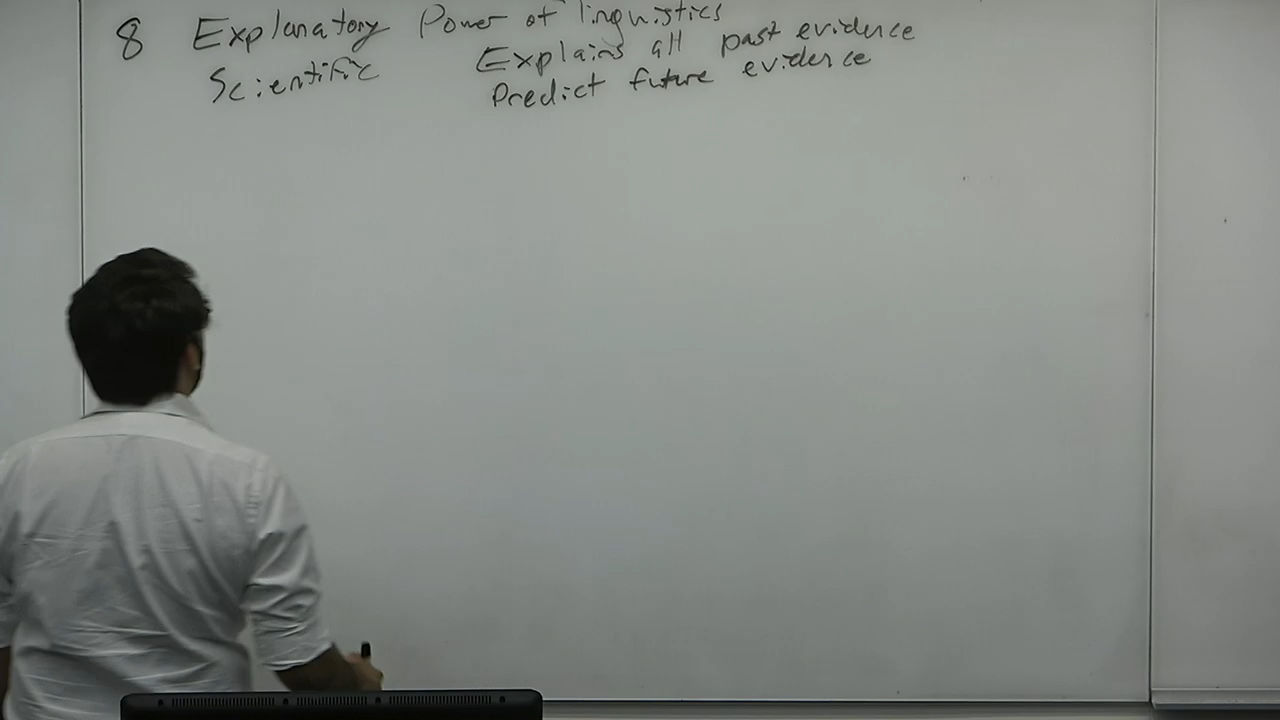 8 Explanatory Power of linguistics
Scientific Explains all past evidence
Predict future evidence